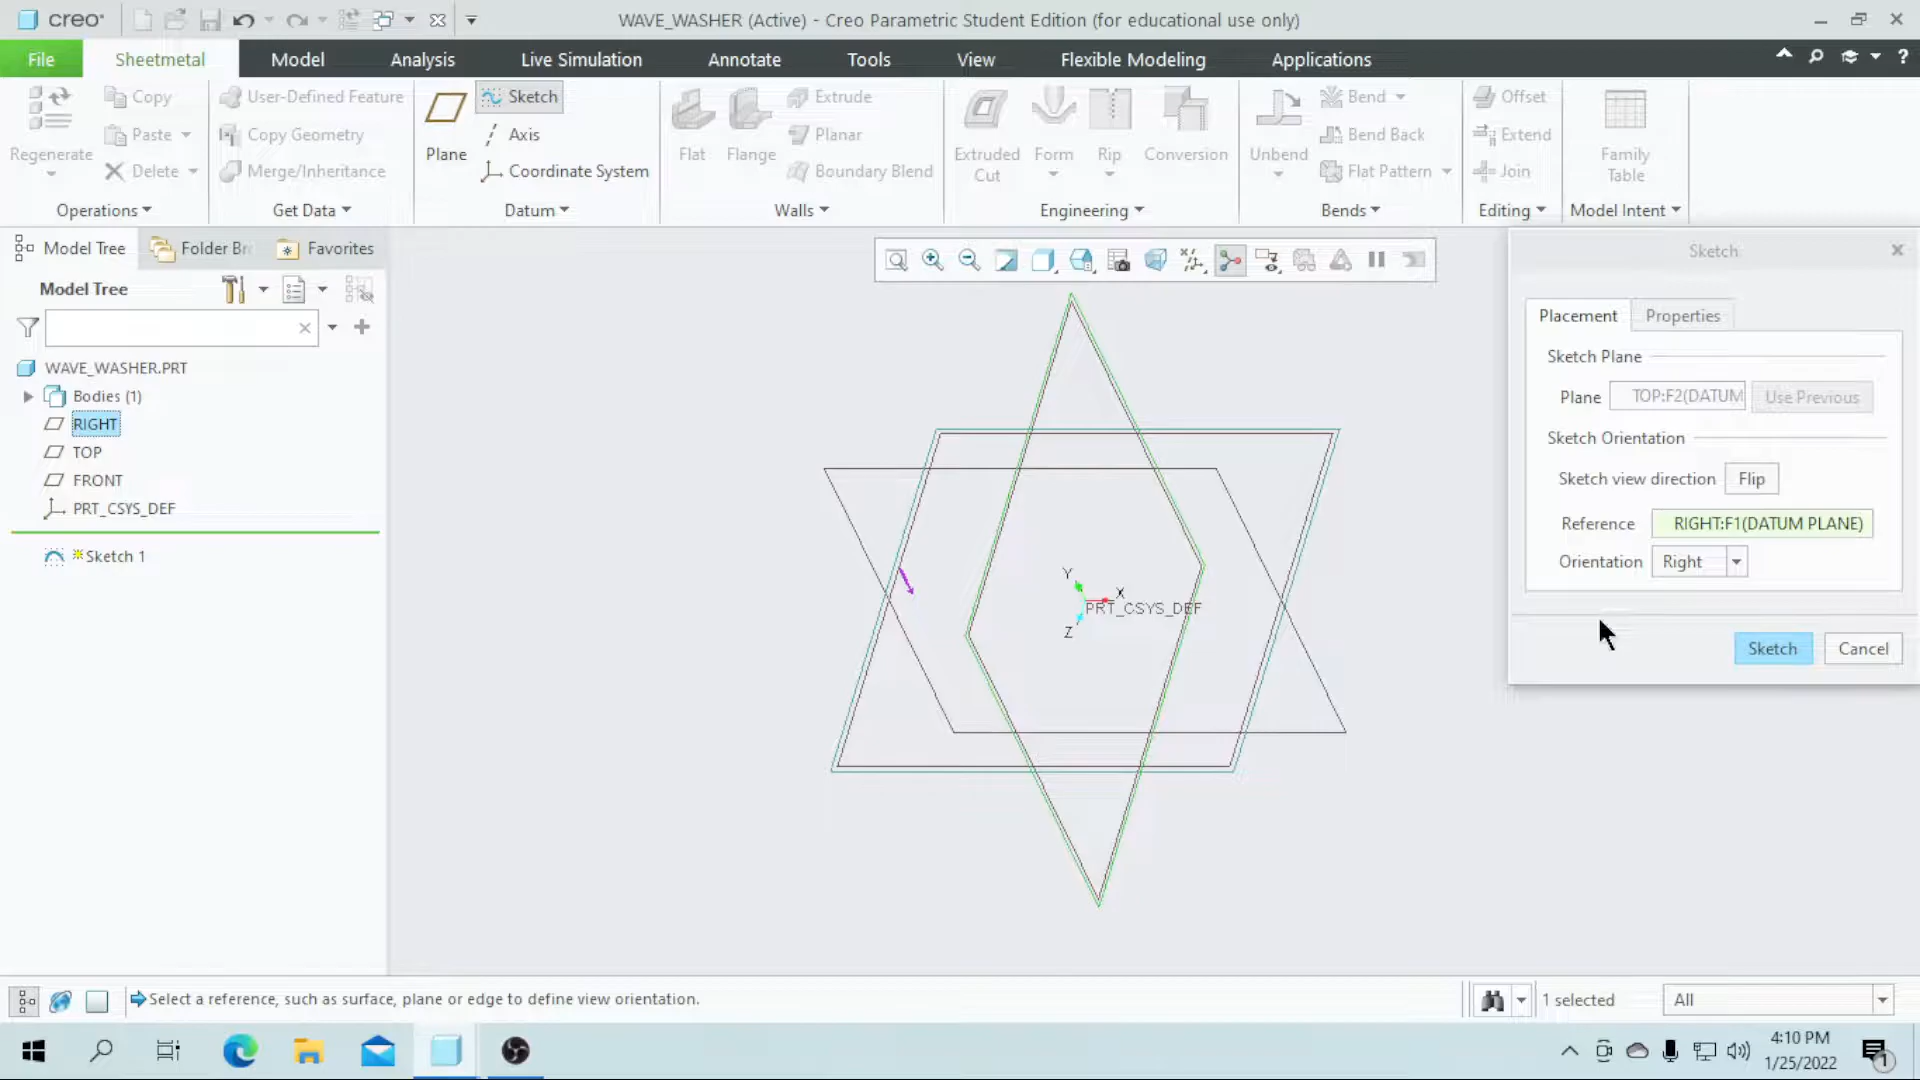 creo
WAVE_WASHER (Active) - Creo Parametric Student Edition (for educational use only)
File
Sheetmetal
Model
Analysis
Live Simulation
Annotate
Tools
View
Flexible Modeling
Applications
Regenerate
Copy
Paste
Delete
Operations
User-Defined Feature
Copy Geometry
Merge/Inheritance
Get Data
Plane
Sketch
Axis
Coordinate System
Datum
Flat
Flange
Extrude
Planar
Boundary Blend
Walls
Extruded
Cut
Form
Rip
Conversion
Engineering
Unbend
Bend
Bend Back
Flat Pattern
Bends
Offset
Extend
Join
Editing
Family
Table
Model Intent
Model Tree
Folder Br
Favorites
Model Tree
WAVE_WASHER.PRT
Bodies (1)
RIGHT
TOP
FRONT
PRT_CSYS_DEF
Sketch 1
Y
X
PRT_CSYS_DEF
Z
Sketch
Placement
Properties
Sketch Plane
Plane
TOP:F2(DATUM
Use Previous
Sketch Orientation
Sketch view direction
Flip
Reference
RIGHT:F1(DATUM PLANE)
Orientation
Right
Sketch
Cancel
Select a reference, such as surface, plane or edge to define view orientation.
1 selected
All
4:10 PM
1/25/2022
1